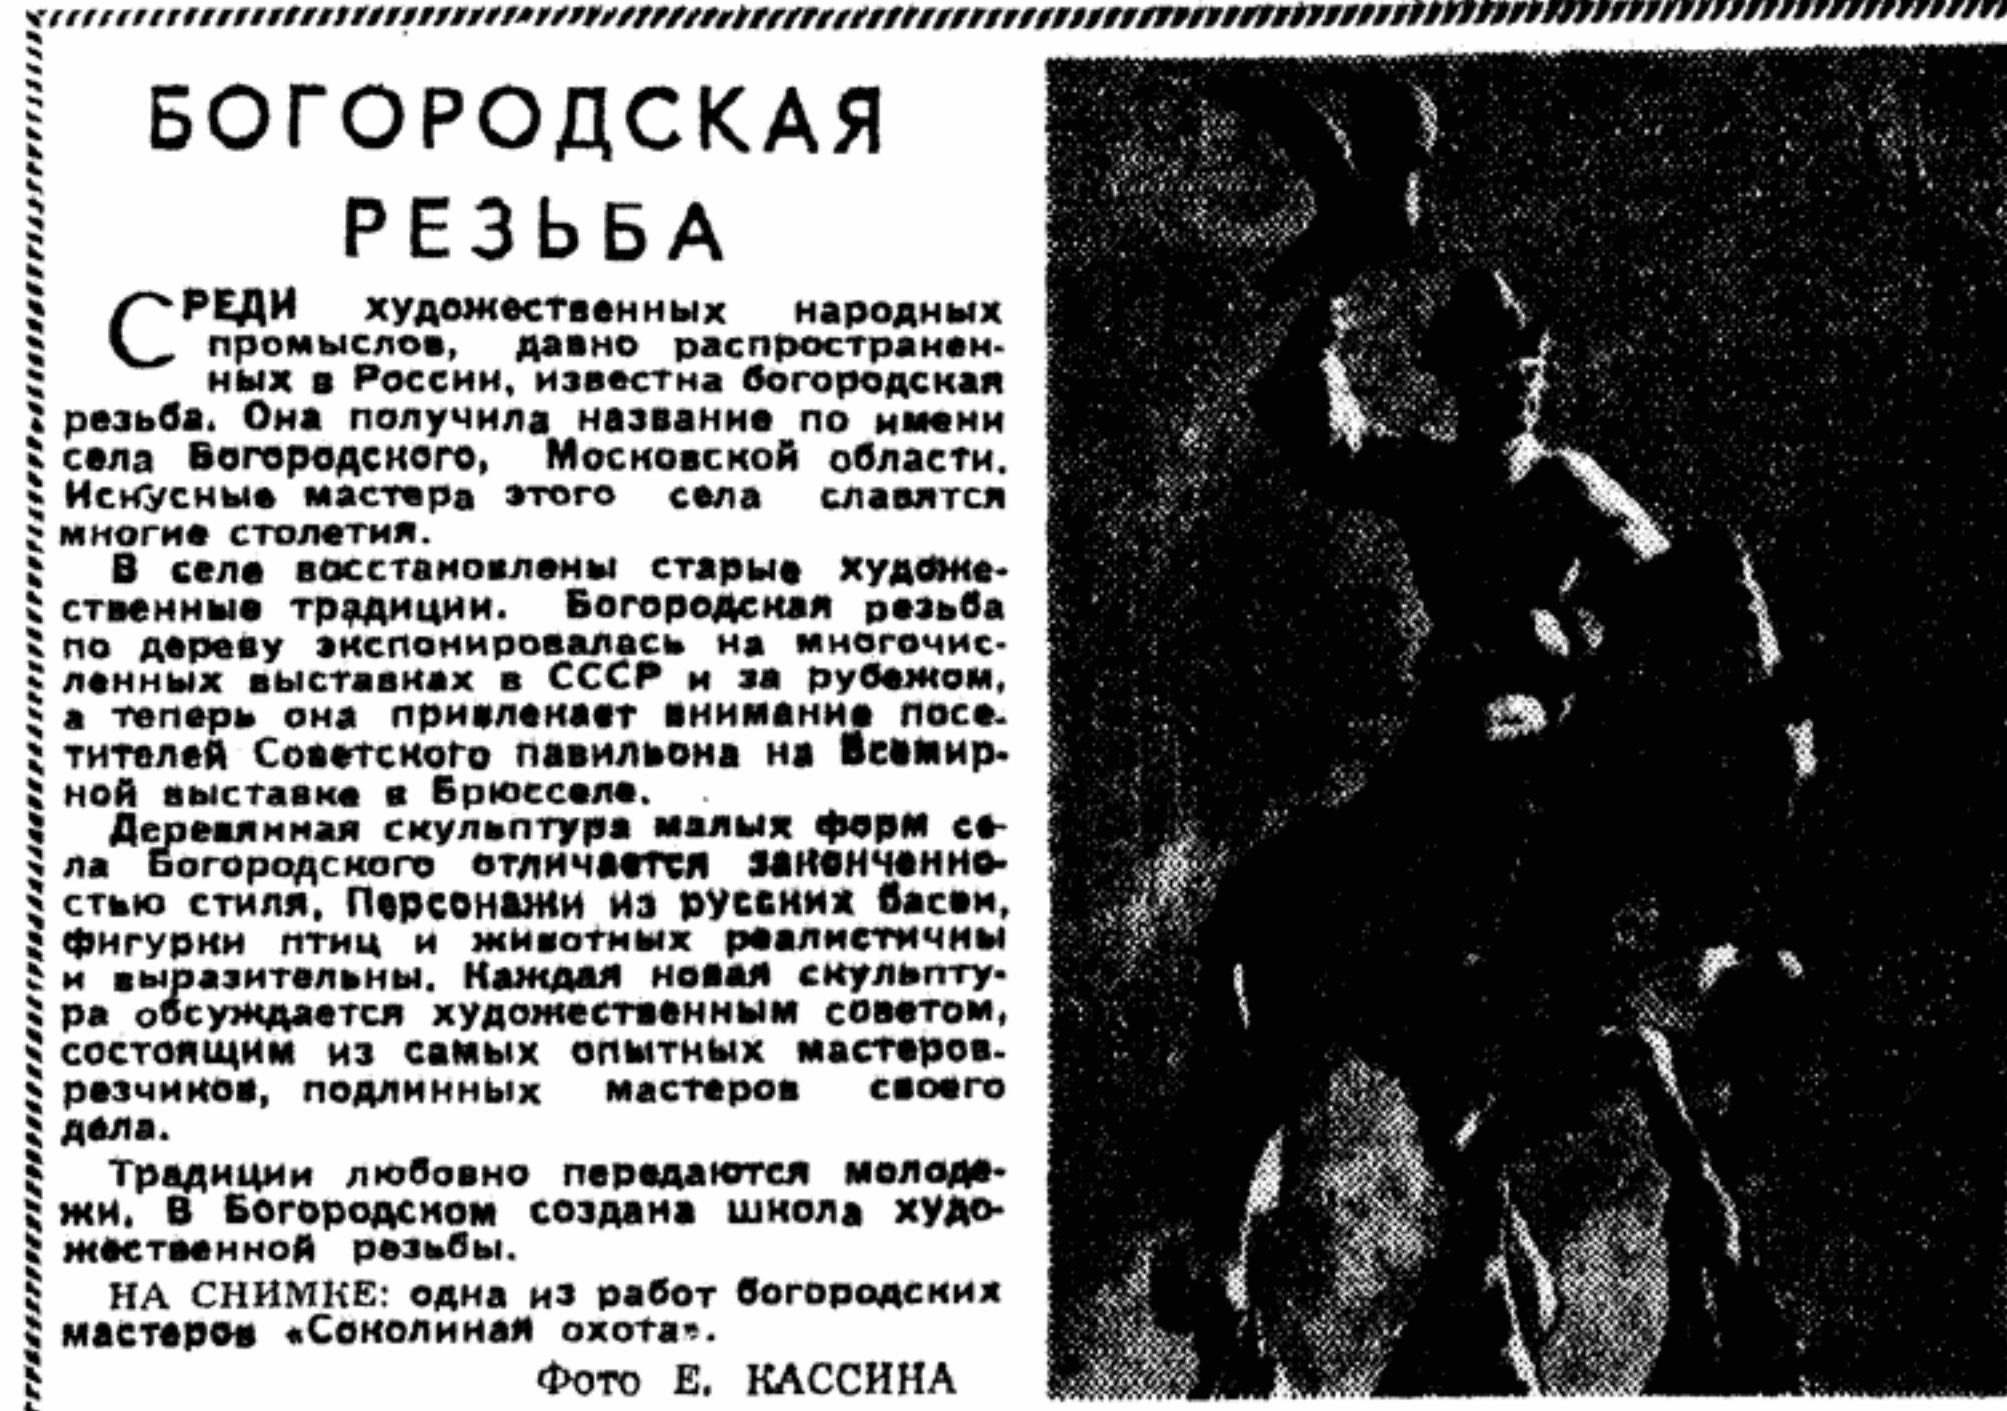 БОГОРОДСКАЯ
РЕЗЬБА
СРЕДИ художественных народных
промыслов, давно распространен-
ных в России, известна богородская
резьба. Она получила название по имени
села Богородского, Московской области.
Искусные мастера этого села славятся
многие столетия.
В селе восстановлены старые художе-
ственные традиции. Богородская резьба
по дереву экспонировалась на многочис-
ленных выставках в СССР и за рубежом,
а теперь она привлекает внимание посе-
тителей Советского павильона на Всемир-
ной выставке в Брюсселе.
Деревянная скульптура малых форм се-
ла Богородского отличается законченно-
стью стиля. Персонажи из русских басен,
фигурки птиц и животных реалистичны
и выразительны. Каждая новая скульпту-
ра обсуждается художественным советом,
состоящим из самых опытных мастеров-
резчиков, подлинных мастеров своего
дела.
Традиции любовно передаются молоде-
жи. В Богородском создана школа худо-
жественной резьбы.
НА СНИМКЕ: одна из работ богородских
мастеров «Соколиная охота».
Фото Е. КАССИНА